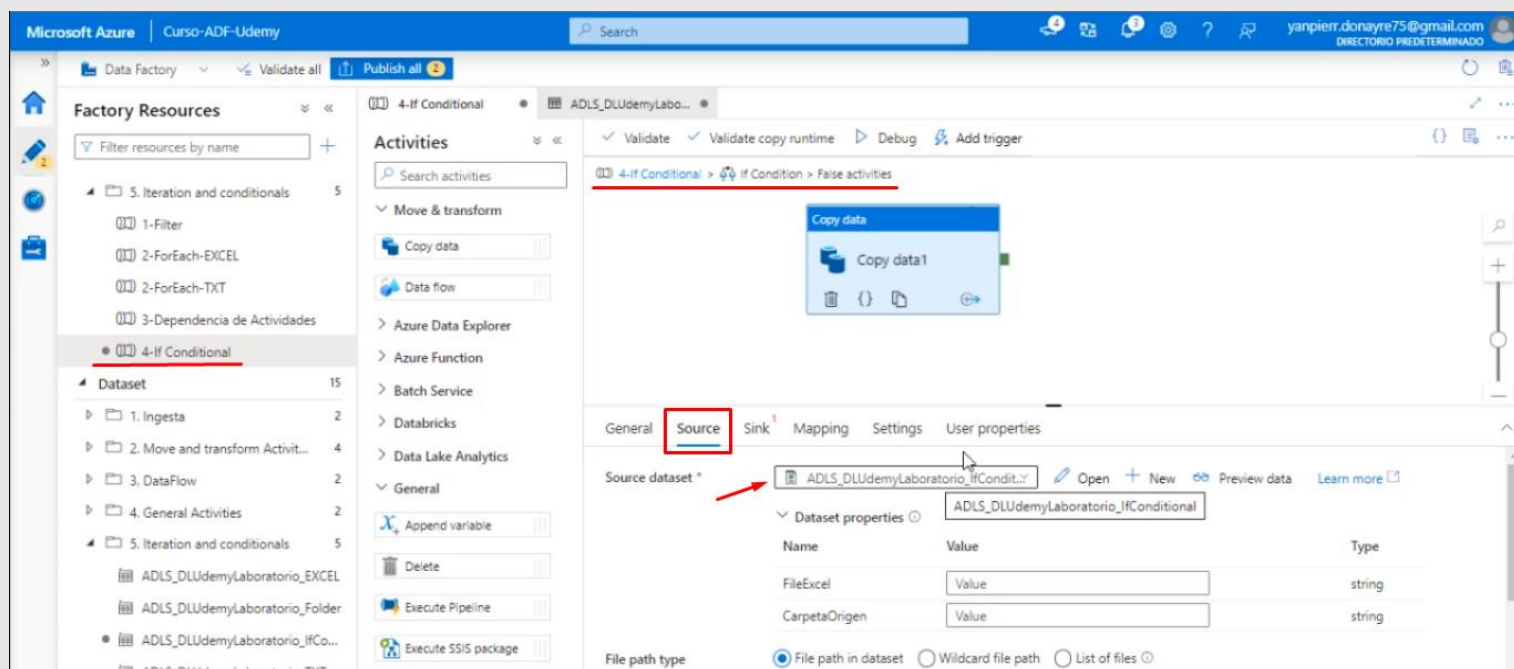 Microsoft Azure
Curso-ADF-Udemy
Search
4
3
yanpierr.donayre75@gmail.com
DIRECTORIO PREDETERMINADO
Data Factory
Validate all
Publish all 2
2
Factory Resources
Filter resources by name
5. Iteration and conditionals 5
1-Filter
2-ForEach-EXCEL
2-ForEach-TXT
3-Dependencia de Actividades
4-If Conditional
Dataset 15
1. Ingesta 2
2. Move and transform Activit... 4
3. DataFlow 2
4. General Activities 2
5. Iteration and conditionals 5
ADLS_DLUdemyLaboratorio_EXCEL
ADLS_DLUdemyLaboratorio_Folder
ADLS_DLUdemyLaboratorio_IfCo...
4-If Conditional
ADLS_DLUdemyLabo...
Activities
Search activities
Move & transform
Copy data
Data flow
Azure Data Explorer
Azure Function
Batch Service
Databricks
Data Lake Analytics
General
Append variable
Delete
Execute Pipeline
Execute SSIS package
Validate
Validate copy runtime
Debug
Add trigger
4-If Conditional > If Condition > False activities
Copy data
Copy data1
General
Source
Sink 1
Mapping
Settings
User properties
Source dataset *
ADLS_DLUdemyLaboratorio_IfCondit...
Open
New
Preview data
Learn more
ADLS_DLUdemyLaboratorio_IfConditional
Dataset properties
Name Value Type
FileExcel Value string
CarpetaOrigen Value string
File path type
File path in dataset
Wildcard file path
List of files